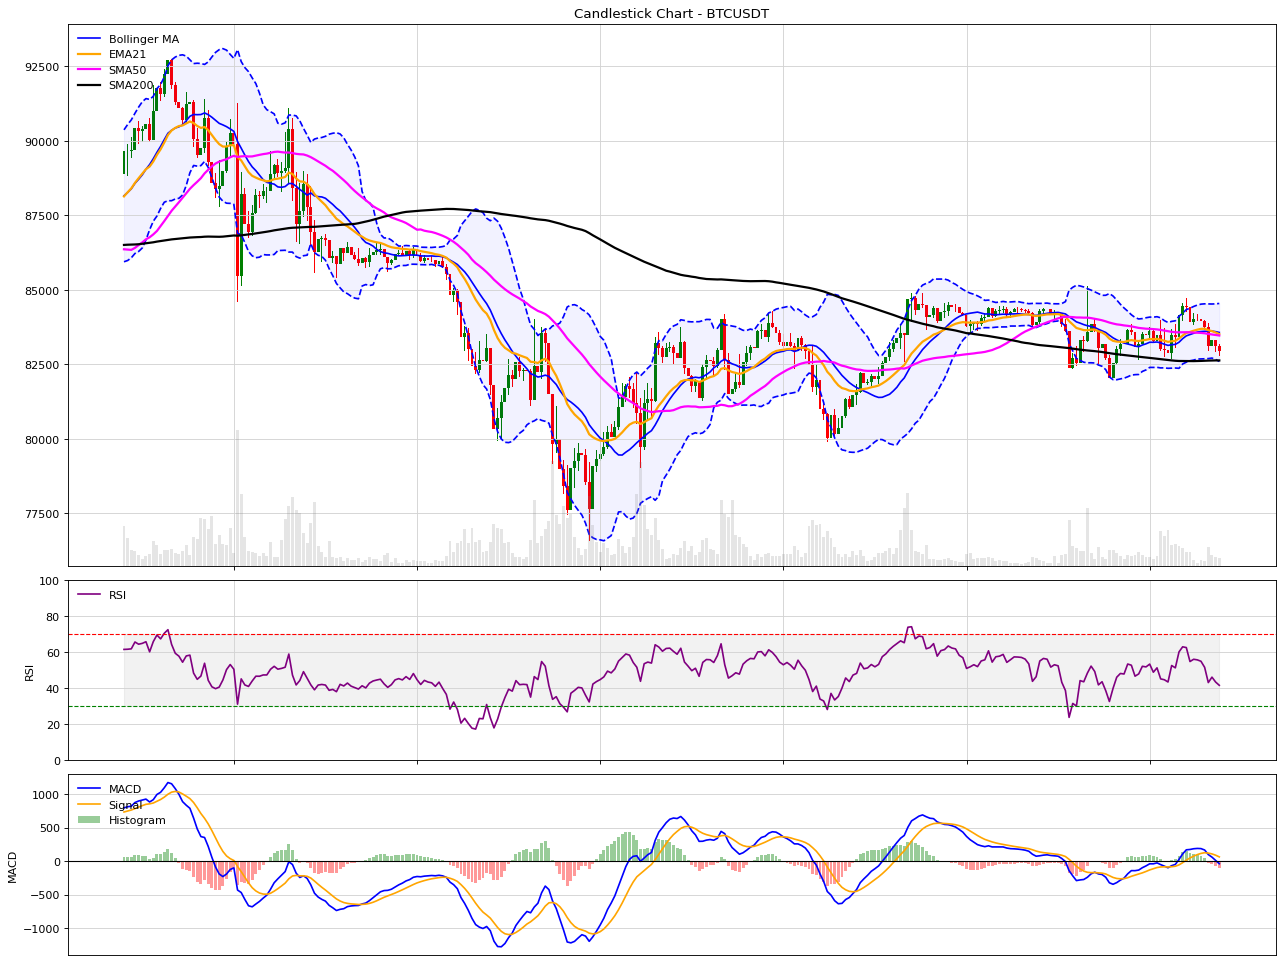 Candlestick Chart - BTCUSDT
Bollinger MA
EMA21
SMA50
SMA200
92500
90000
87500
85000
82500
80000
77500
RSI
100
80
60
40
20
0
RSI
MACD
Signal
Histogram
1000
500
0
−500
−1000
MACD